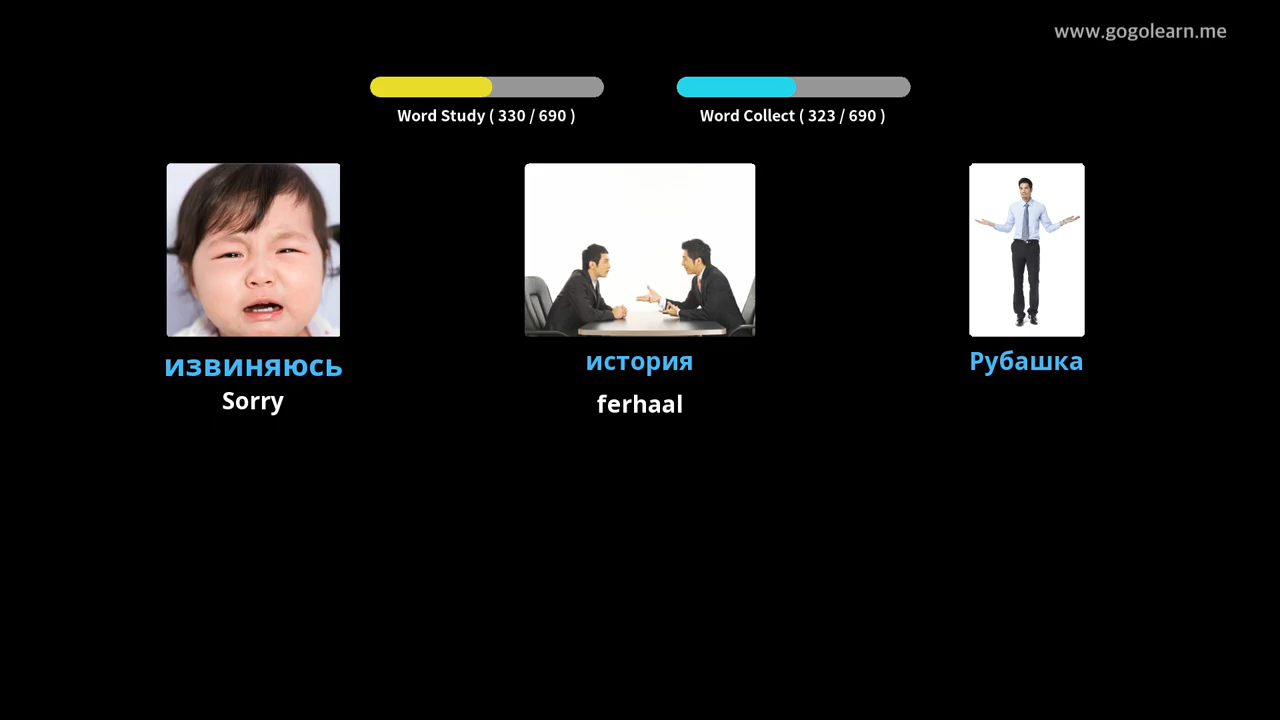 www.gogolearn.me
Word Study ( 330 / 690 )
Word Collect ( 323 / 690 )
извиняюсь
Sorry
история
ferhaal
Рубашка